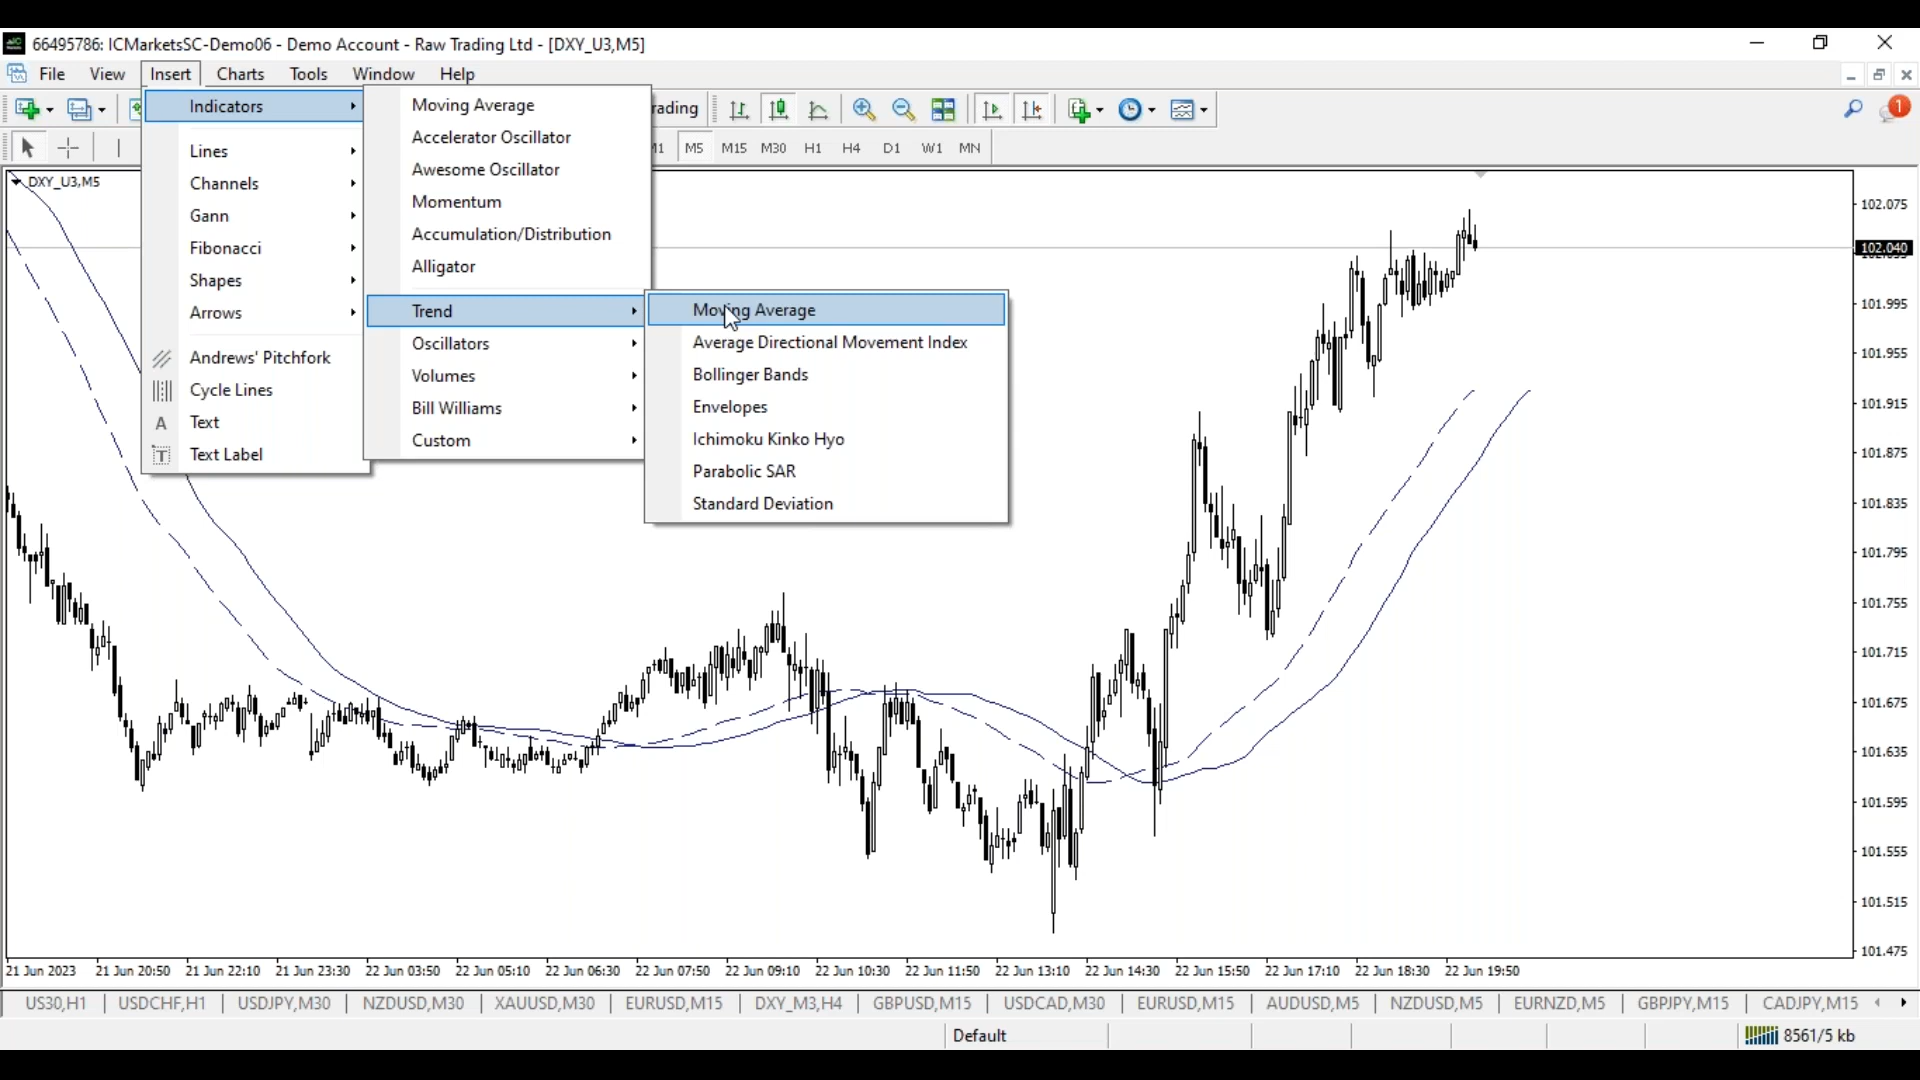 66495786: ICMarketsSC-Demo06 - Demo Account - Raw Trading Ltd - [DXY_U3,M5]
File View Insert Charts Tools Window Help
Indicators
Lines
Channels
Gann
Fibonacci
Shapes
Arrows
Andrews' Pitchfork
Cycle Lines
A Text
T Text Label
Moving Average
Accelerator Oscillator
Awesome Oscillator
Momentum
Accumulation/Distribution
Alligator
Trend
Oscillators
Volumes
Bill Williams
Custom
Moving Average
Average Directional Movement Index
Bollinger Bands
Envelopes
Ichimoku Kinko Hyo
Parabolic SAR
Standard Deviation
rading
1
M5 M15 M30 H1 H4 D1 W1 MN
DXY_U3,M5
102.075
102.040
101.995
101.955
101.915
101.875
101.835
101.795
101.755
101.715
101.675
101.635
101.595
101.555
101.515
101.475
21 Jun 2023 21 Jun 20:50 21 Jun 22:10 21 Jun 23:30 22 Jun 03:50 22 Jun 05:10 22 Jun 06:30 22 Jun 07:50 22 Jun 09:10 22 Jun 10:30 22 Jun 11:50 22 Jun 13:10 22 Jun 14:30 22 Jun 15:50 22 Jun 17:10 22 Jun 18:30 22 Jun 19:50
US30,H1 USDCHF,H1 USDJPY,M30 NZDUSD,M30 XAUUSD,M30 EURUSD,M15 DXY_M3,H4 GBPUSD,M15 USDCAD,M30 EURUSD,M15 AUDUSD,M5 NZDUSD,M5 EURNZD,M5 GBPJPY,M15 CADJPY,M15
Default
8561/5 kb